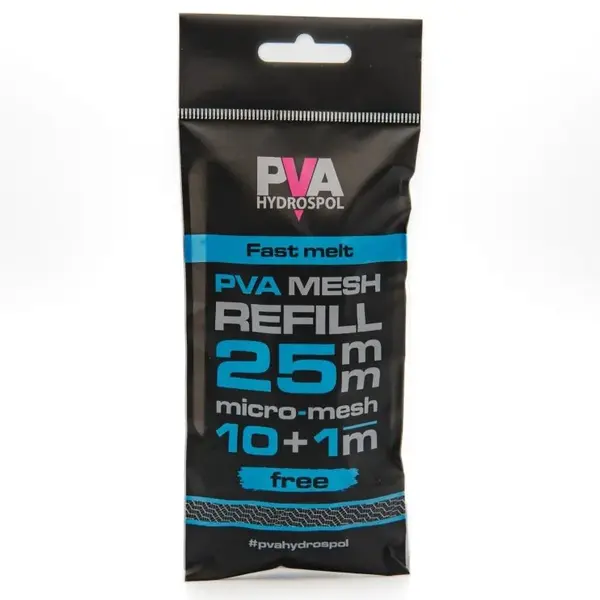 PVA
HYDROSPOL
Fast melt
PVA MESH
REFILL
25mm
micro-mesh
10+1m
free
#pvahydrospol